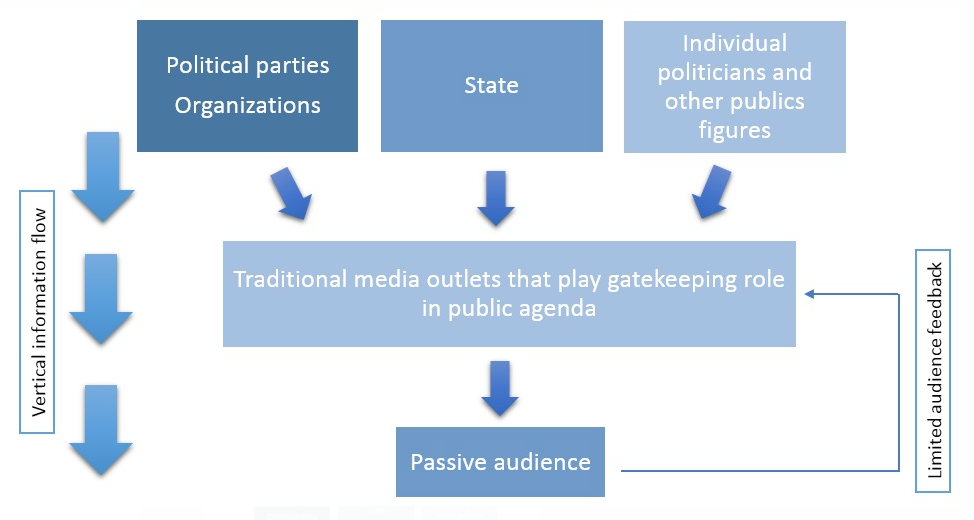 Political parties
Organizations
State
Individual
politicians and
other publics
figures
Vertical information flow
Traditional media outlets that play gatekeeping role
in public agenda
Limited audience feedback
Passive audience